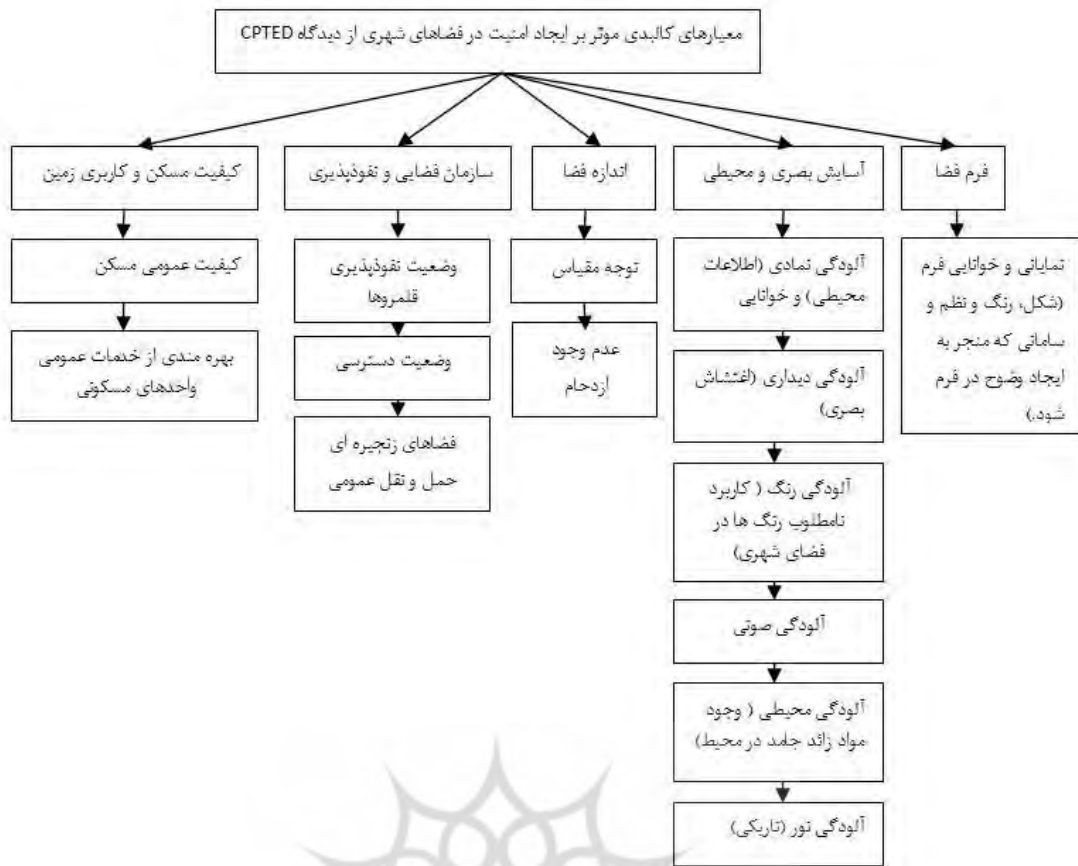 معیارهای کالبدی موثر بر ایجاد امنیت در فضاهای شهری از دیدگاه CPTED
فرم فضا
نمایانی و خوانایی فرم
(شکل، رنگ و نظم و
سامانی که منجر به
ایجاد وضوح در فرم
شود.)
آسایش بصری و محیطی
آلودگی نمادی (اطلاعات
محیطی) و خوانایی
آلودگی دیداری (اغتشاش
بصری)
آلودگی رنگ ( کاربرد
نامطلوب رنگ ها در
فضای شهری)
آلودگی صوتی
آلودگی محیطی ( وجود
مواد زائد جامد در محیط)
آلودگی نور (تاریکی)
اندازه فضا
توجه مقیاس
عدم وجود
ازدحام
سازمان فضایی و نفوذپذیری
وضعیت نفوذپذیری
قلمروها
وضعیت دسترسی
فضاهای زنجیره ای
حمل و نقل عمومی
کیفیت مسکن و کاربری زمین
کیفیت عمومی مسکن
بهره مندی از خدمات عمومی
واحدهای مسکونی